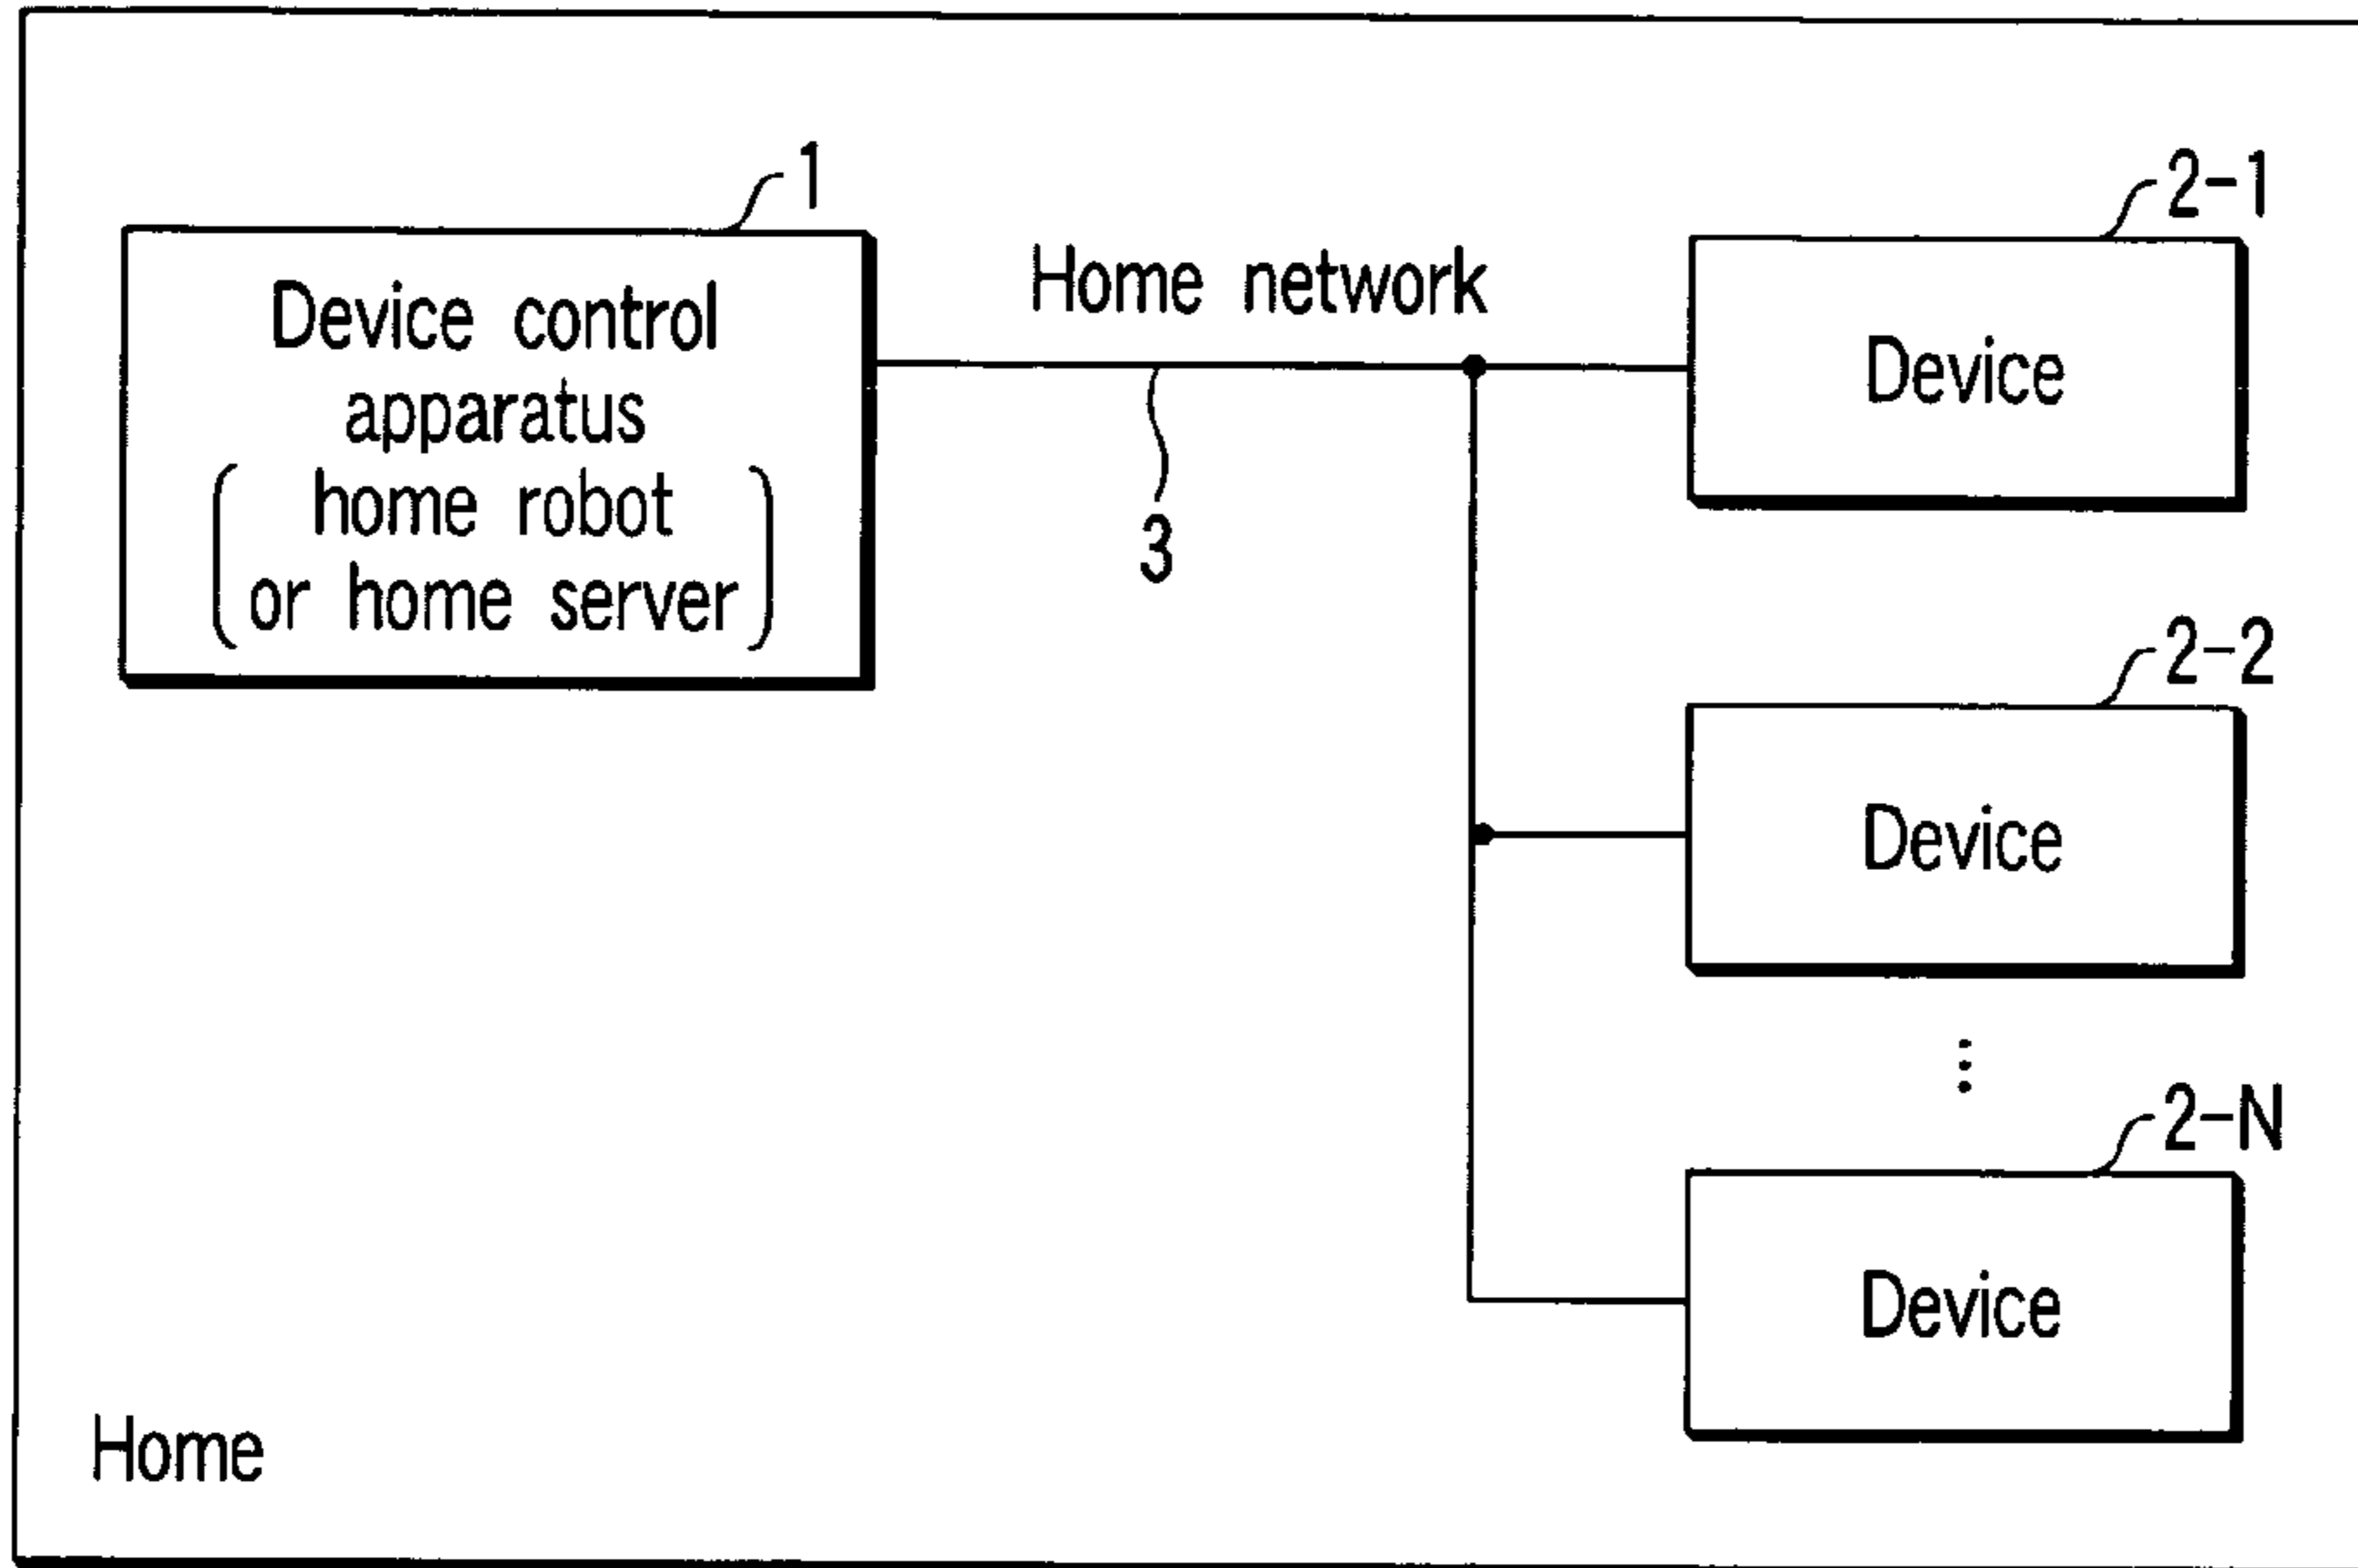 1
Device control
apparatus
(home robot
or home server)
Home network
3
2-1
Device
2-2
Device
⋮
2-N
Device
Home